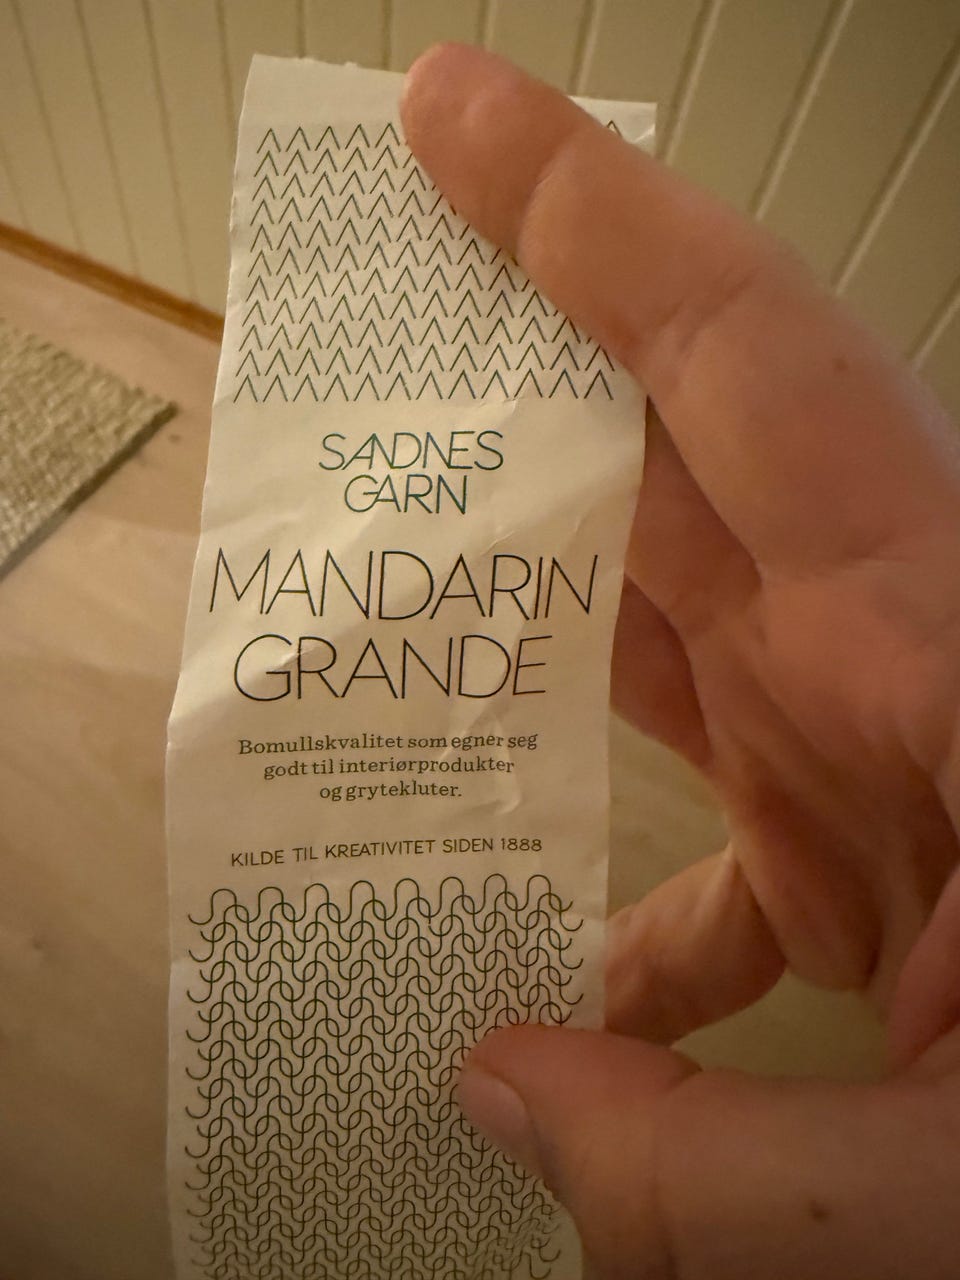 SANDNES
GARN
MANDARIN
GRANDE
Bomullskvalitet som egner seg
godt til interiørprodukter
og grytekluter.
KILDE TIL KREATIVITET SIDEN 1888